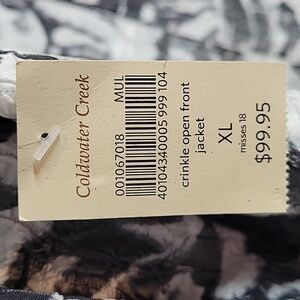 Coldwater Creek
001067018 MUL
40104340005 999 104
crinkle open front
jacket
XL
misses 18
$99.95